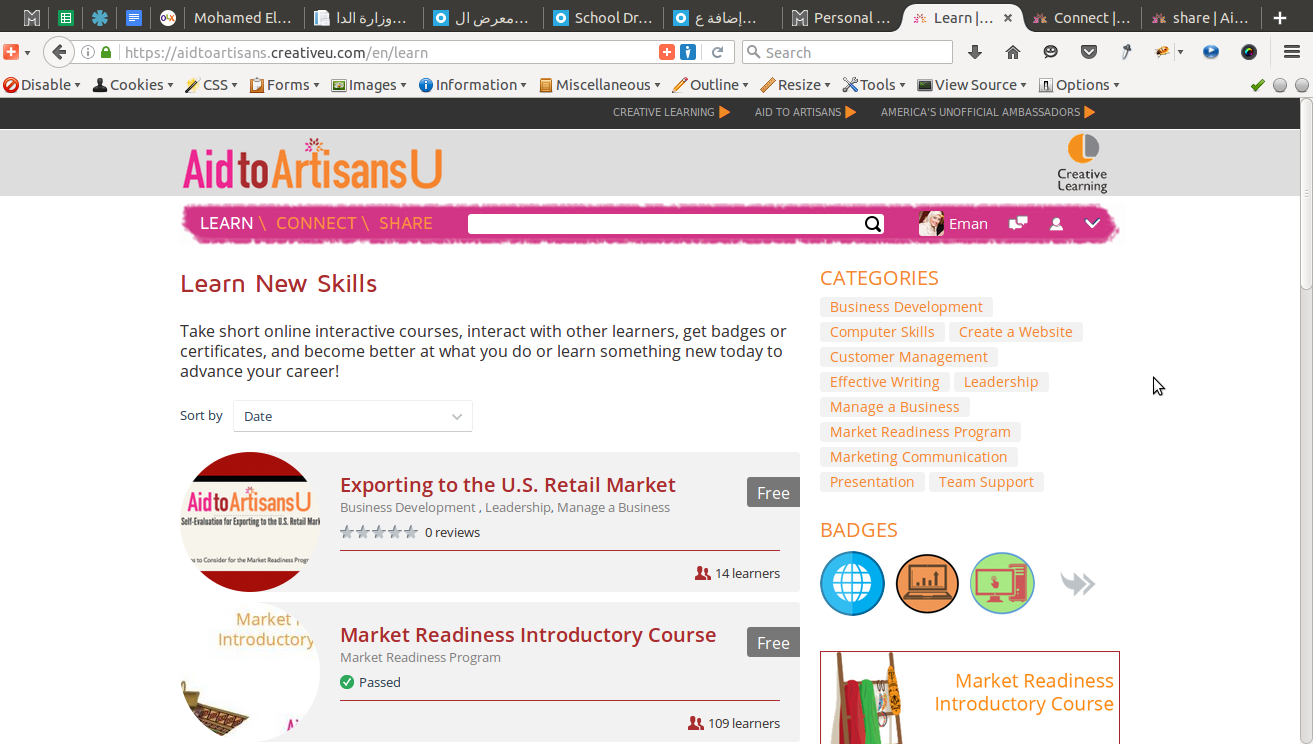 Mohamed El...
وزارة الدا...
معرض ال...
School Dr...
إضافة ع...
Personal ...
Learn |...
Connect |...
share | Ai...
https://aidtoartisans.creativeu.com/en/learn
Search
Disable Cookies CSS Forms Images Information Miscellaneous Outline Resize Tools View Source Options
CREATIVE LEARNING AID TO ARTISANS AMERICA'S UNOFFICIAL AMBASSADORS
Aid to Artisans U
Creative
Learning
LEARN \ CONNECT \ SHARE
Eman
Learn New Skills
Take short online interactive courses, interact with other learners, get badges or
certificates, and become better at what you do or learn something new today to
advance your career!
Sort by Date
Aid to Artisans U
Self-Evaluation for Exporting to the U.S. Retail Mark
to Consider for the Market Readiness Progr
Exporting to the U.S. Retail Market
Free
Business Development , Leadership, Manage a Business
0 reviews
14 learners
Market
Introductory
Market Readiness Introductory Course
Free
Market Readiness Program
Passed
109 learners
CATEGORIES
Business Development
Computer Skills Create a Website
Customer Management
Effective Writing Leadership
Manage a Business
Market Readiness Program
Marketing Communication
Presentation Team Support
BADGES
Market Readiness
Introductory Course